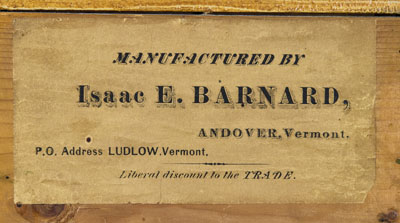 MANUFACTURED BY
Isaac E. BARNARD,
ANDOVER, Vermont.
P.O. Address LUDLOW, Vermont.
Liberal discount to the TRADE.